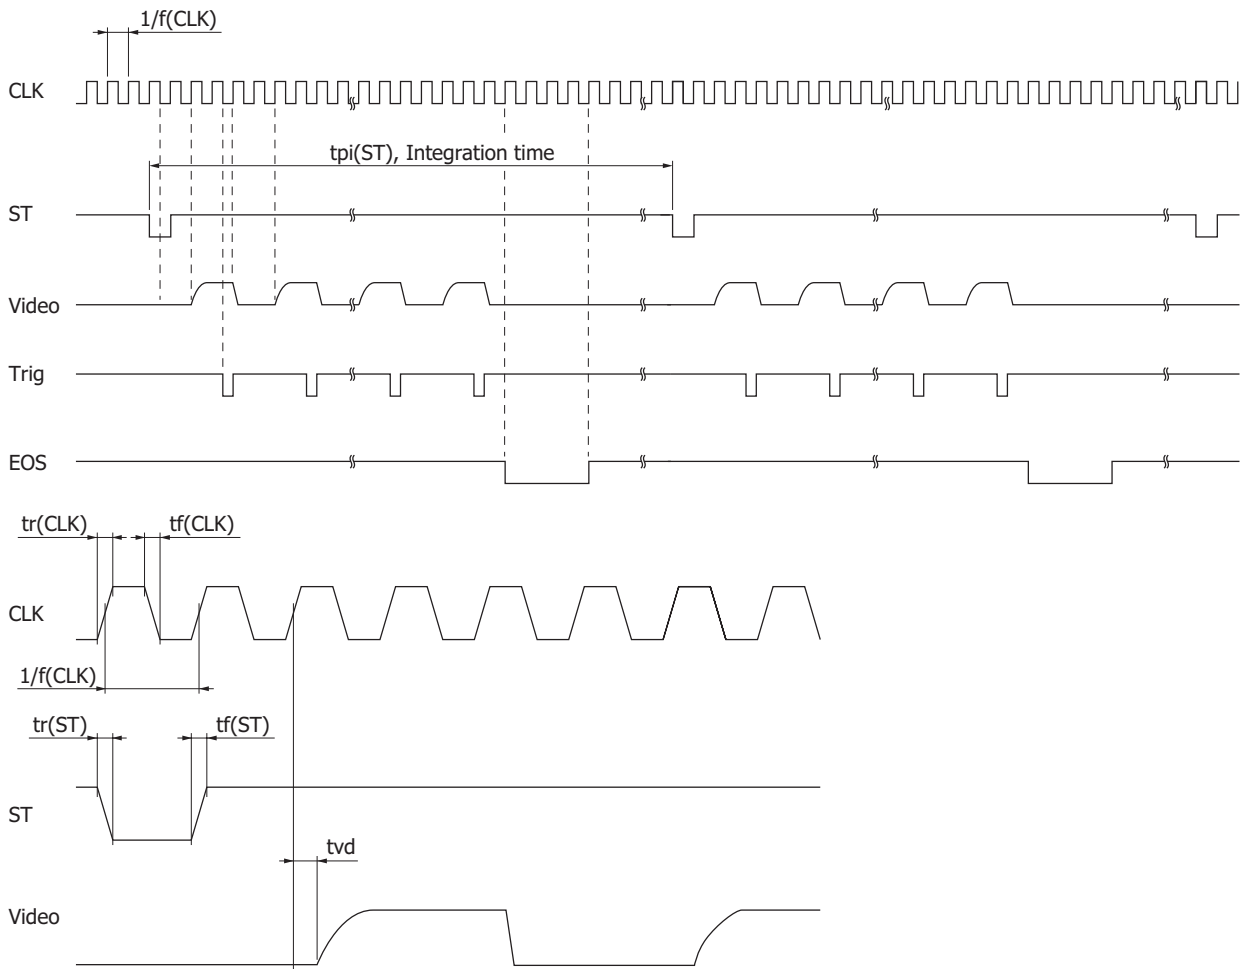 1/f(CLK)
CLK
tpi(ST), Integration time
ST
Video
Trig
EOS
tr(CLK) tf(CLK)
CLK
1/f(CLK)
tr(ST) tf(ST)
ST
tvd
Video